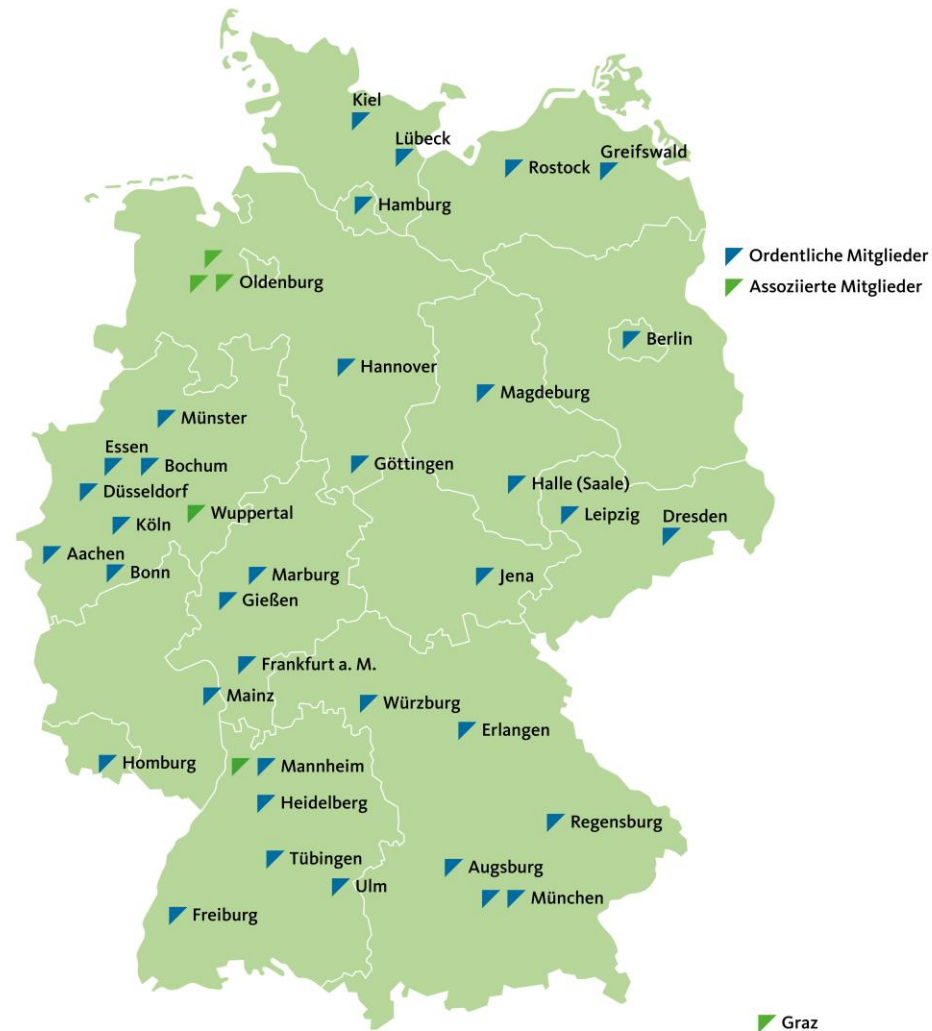 Kiel
Lübeck
Rostock
Greifswald
Hamburg
Ordentliche Mitglieder
Assoziierte Mitglieder
Oldenburg
Berlin
Hannover
Magdeburg
Münster
Essen
Bochum
Göttingen
Düsseldorf
Halle (Saale)
Wuppertal
Leipzig
Dresden
Köln
Aachen
Bonn
Marburg
Jena
Gießen
Frankfurt a. M.
Mainz
Würzburg
Erlangen
Homburg
Mannheim
Heidelberg
Regensburg
Tübingen
Augsburg
Ulm
München
Freiburg
Graz